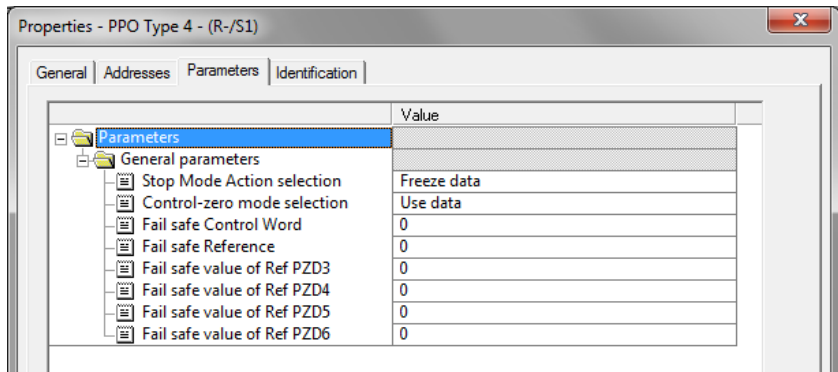 Properties - PPO Type 4 - (R-/S1)
General Addresses Parameters Identification
Value
Parameters
General parameters
Stop Mode Action selection Freeze data
Control-zero mode selection Use data
Fail safe Control Word 0
Fail safe Reference 0
Fail safe value of Ref PZD3 0
Fail safe value of Ref PZD4 0
Fail safe value of Ref PZD5 0
Fail safe value of Ref PZD6 0